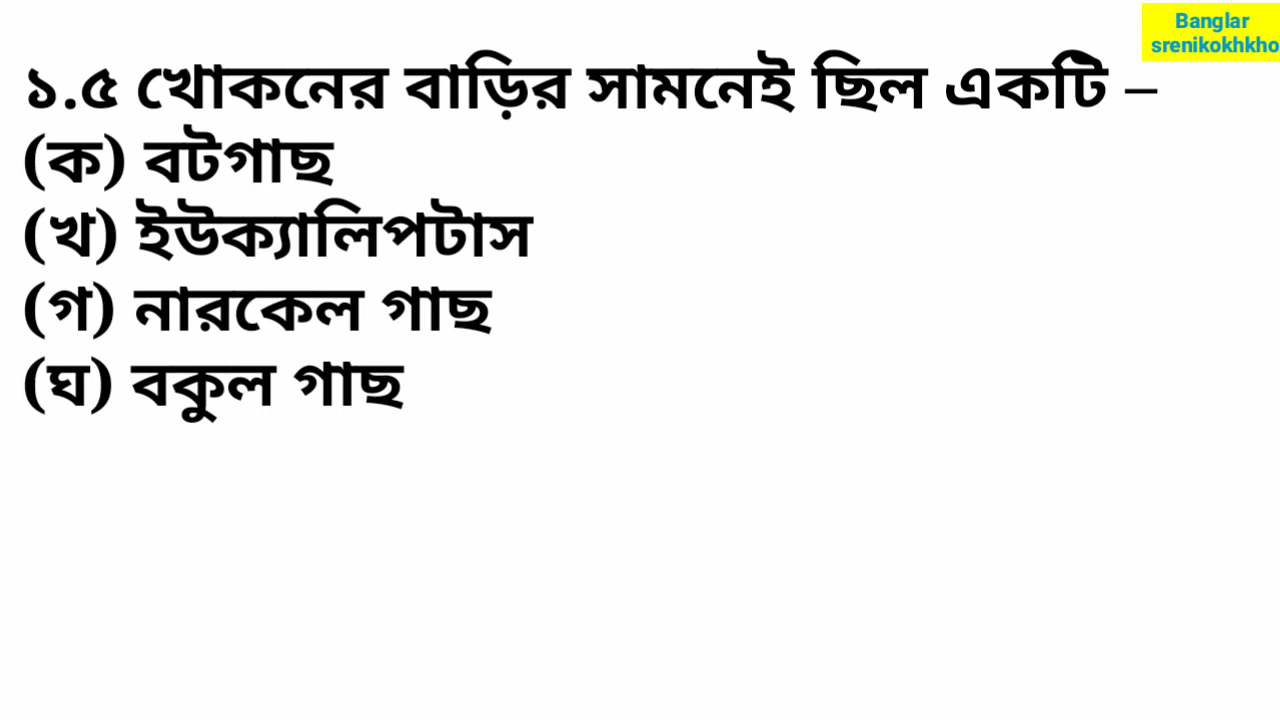 Banglar
srenikokhkho
১.৫ খোকনের বাড়ির সামনেই ছিল একটি –
(ক) বটগাছ
(খ) ইউক্যালিপটাস
(গ) নারকেল গাছ
(ঘ) বকুল গাছ